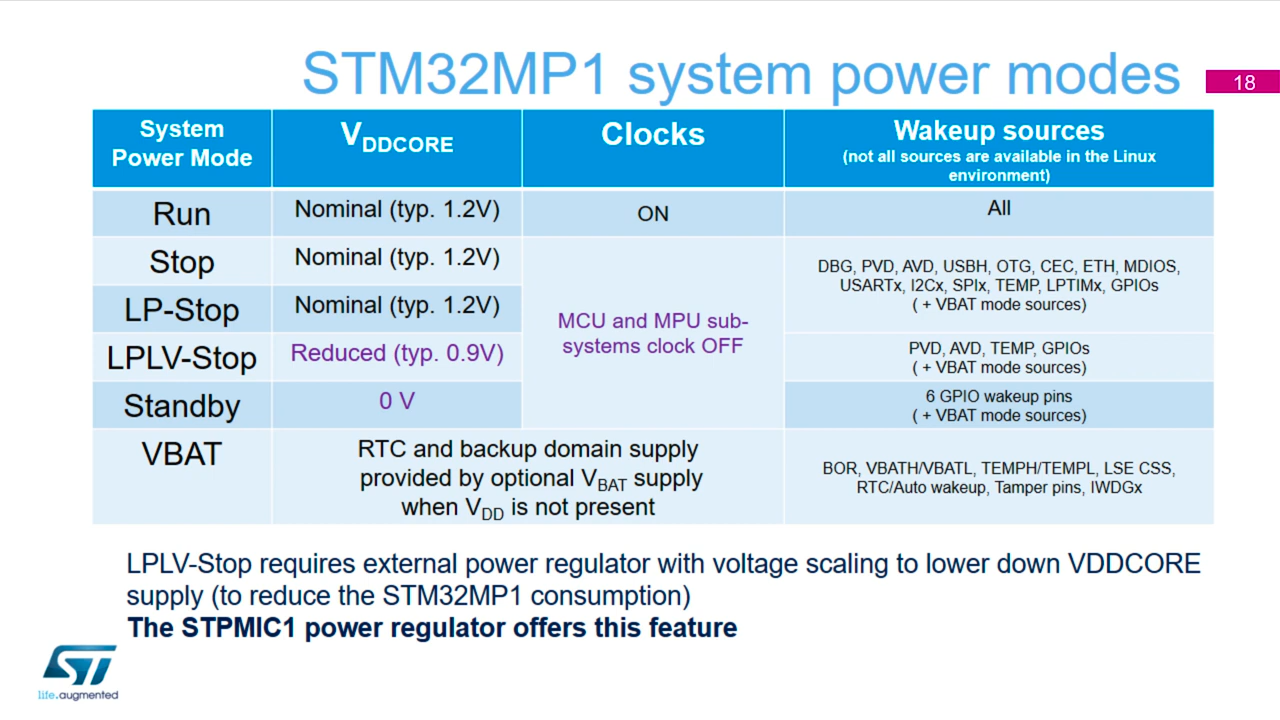 STM32MP1 system power modes
18
System
Power Mode
VDDCORE
Clocks
Wakeup sources
(not all sources are available in the Linux
environment)
Run
Nominal (typ. 1.2V)
ON
All
Stop
Nominal (typ. 1.2V)
MCU and MPU sub-
systems clock OFF
DBG, PVD, AVD, USBH, OTG, CEC, ETH, MDIOS,
USARTx, I2Cx, SPIx, TEMP, LPTIMx, GPIOs
( + VBAT mode sources)
LP-Stop
Nominal (typ. 1.2V)
LPLV-Stop
Reduced (typ. 0.9V)
PVD, AVD, TEMP, GPIOs
( + VBAT mode sources)
Standby
0 V
6 GPIO wakeup pins
( + VBAT mode sources)
VBAT
RTC and backup domain supply
provided by optional VBAT supply
when VDD is not present
BOR, VBATH/VBATL, TEMPH/TEMPL, LSE CSS,
RTC/Auto wakeup, Tamper pins, IWDGx
LPLV-Stop requires external power regulator with voltage scaling to lower down VDDCORE
supply (to reduce the STM32MP1 consumption)
The STPMIC1 power regulator offers this feature
ST
life.augmented